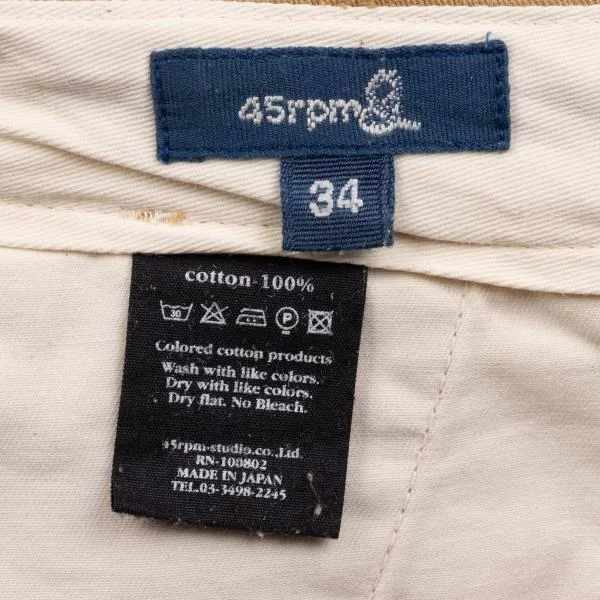 45rpm
34
cotton 100%
30 P
Colored cotton products
Wash with like colors.
Dry with like colors.
Dry flat. No Bleach.
45rpm-studio.co.,Ltd.
RN-100802
MADE IN JAPAN
TEL.03-3498-2245